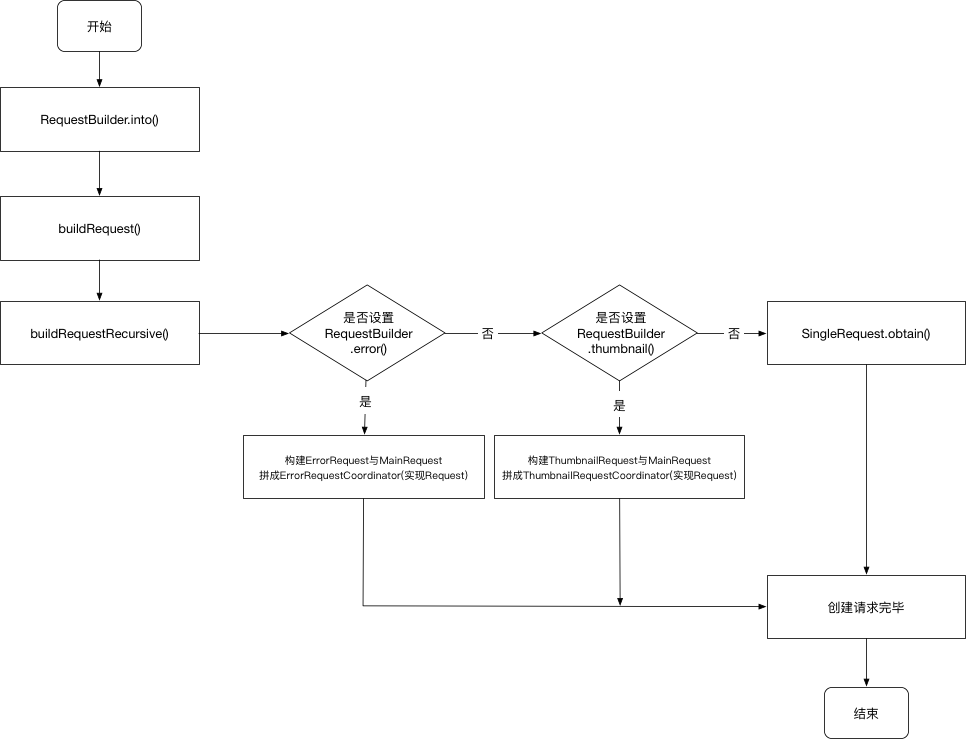 开始
RequestBuilder.into()
buildRequest()
buildRequestRecursive()
是否设置
RequestBuilder
.error()
否
是否设置
RequestBuilder
.thumbnail()
否
SingleRequest.obtain()
是
是
构建ErrorRequest与MainRequest
拼成ErrorRequestCoordinator(实现Request)
构建ThumbnailRequest与MainRequest
拼成ThumbnailRequestCoordinator(实现Request)
创建请求完毕
结束